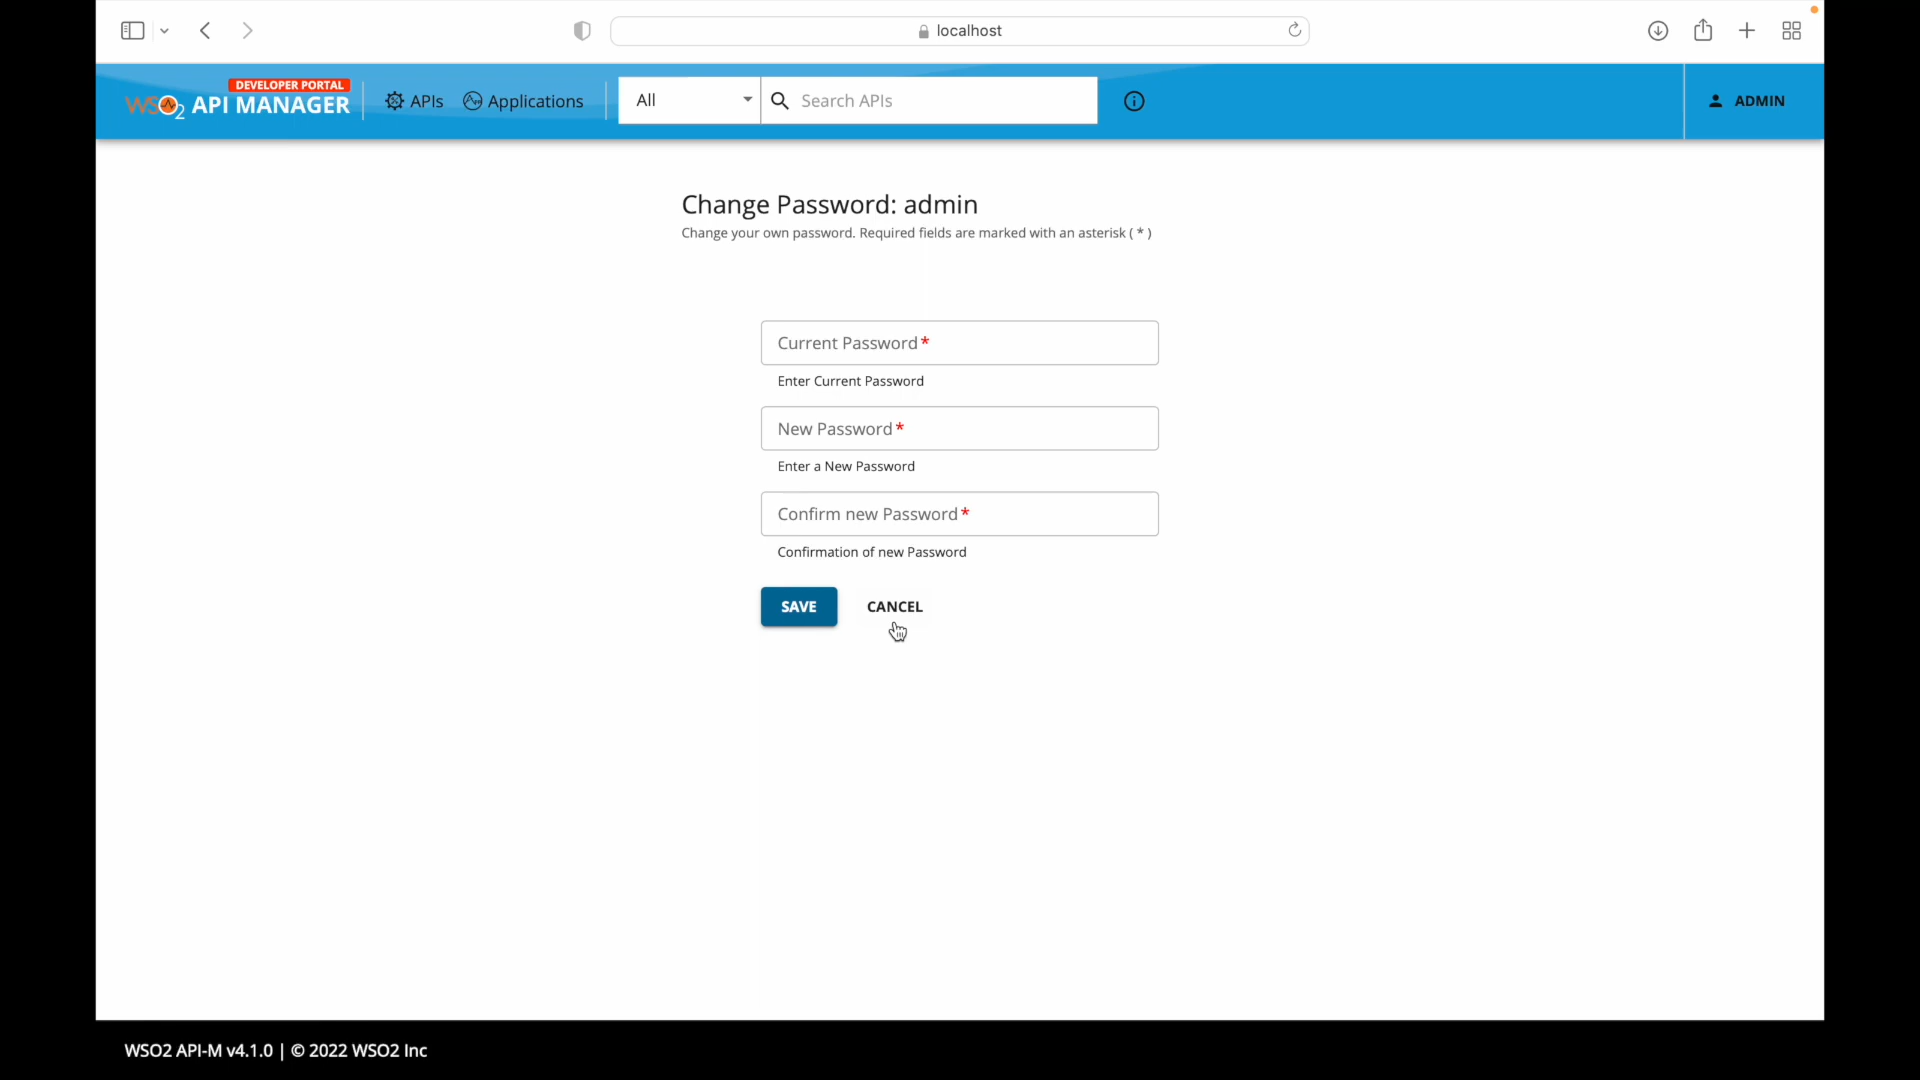 localhost
DEVELOPER PORTAL
WSO2 API MANAGER
APIs
Applications
All
Search APIs
ADMIN
Change Password: admin
Change your own password. Required fields are marked with an asterisk ( * )
Current Password*
Enter Current Password
New Password*
Enter a New Password
Confirm new Password*
Confirmation of new Password
SAVE
CANCEL
WSO2 API-M v4.1.0 | © 2022 WSO2 Inc